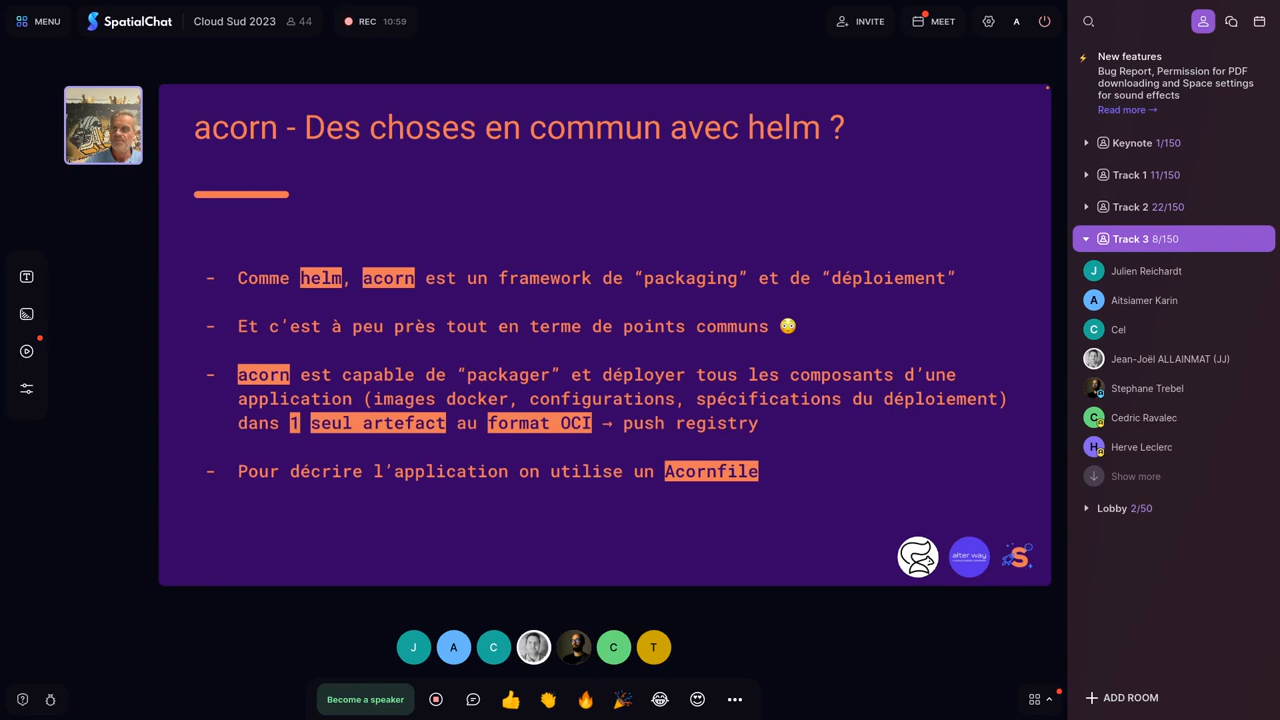 MENU
SpatialChat
Cloud Sud 2023
44
REC 10:59
INVITE
MEET
A
acorn - Des choses en commun avec helm ?
- Comme helm, acorn est un framework de “packaging” et de “déploiement”
- Et c’est à peu près tout en terme de points communs 😳
- acorn est capable de “packager” et déployer tous les composants d’une
application (images docker, configurations, spécifications du déploiement)
dans 1 seul artefact au format OCI → push registry
- Pour décrire l’application on utilise un Acornfile
after way
S
J
A
C
C
T
Become a speaker
New features
Bug Report, Permission for PDF
downloading and Space settings
for sound effects
Read more →
Keynote 1/150
Track 1 11/150
Track 2 22/150
Track 3 8/150
J Julien Reichardt
A Aitsiamer Karin
C Cel
Jean-Joël ALLAINMAT (JJ)
Stephane Trebel
C Cedric Ravalec
H Herve Leclerc
Show more
Lobby 2/50
ADD ROOM